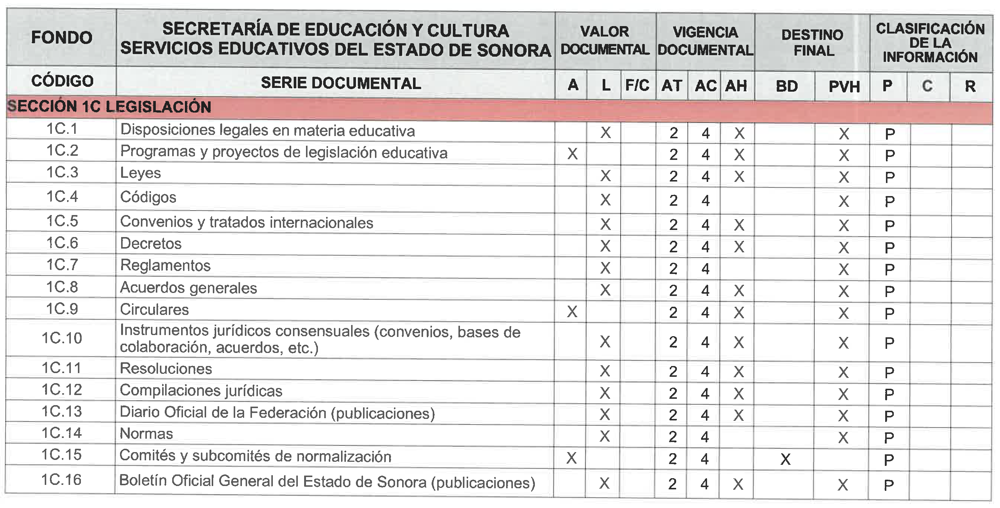 FONDO
SECRETARÍA DE EDUCACIÓN Y CULTURA
SERVICIOS EDUCATIVOS DEL ESTADO DE SONORA
VALOR
DOCUMENTAL
VIGENCIA
DOCUMENTAL
DESTINO
FINAL
CLASIFICACIÓN
DE LA
INFORMACIÓN
CÓDIGO SERIE DOCUMENTAL A L F/C AT AC AH BD PVH P C R
SECCIÓN 1C LEGISLACIÓN
1C.1 Disposiciones legales en materia educativa X 2 4 X X P
1C.2 Programas y proyectos de legislación educativa X 2 4 X X P
1C.3 Leyes X 2 4 X X P
1C.4 Códigos X 2 4 X P
1C.5 Convenios y tratados internacionales X 2 4 X X P
1C.6 Decretos X 2 4 X X P
1C.7 Reglamentos X 2 4 X P
1C.8 Acuerdos generales X 2 4 X X P
1C.9 Circulares X 2 4 X X P
1C.10 Instrumentos jurídicos consensuales (convenios, bases de
colaboración, acuerdos, etc.) X 2 4 X X P
1C.11 Resoluciones X 2 4 X X P
1C.12 Compilaciones jurídicas X 2 4 X X P
1C.13 Diario Oficial de la Federación (publicaciones) X 2 4 X X P
1C.14 Normas X 2 4 X P
1C.15 Comités y subcomités de normalización X 2 4 X P
1C.16 Boletín Oficial General del Estado de Sonora (publicaciones) X 2 4 X X P